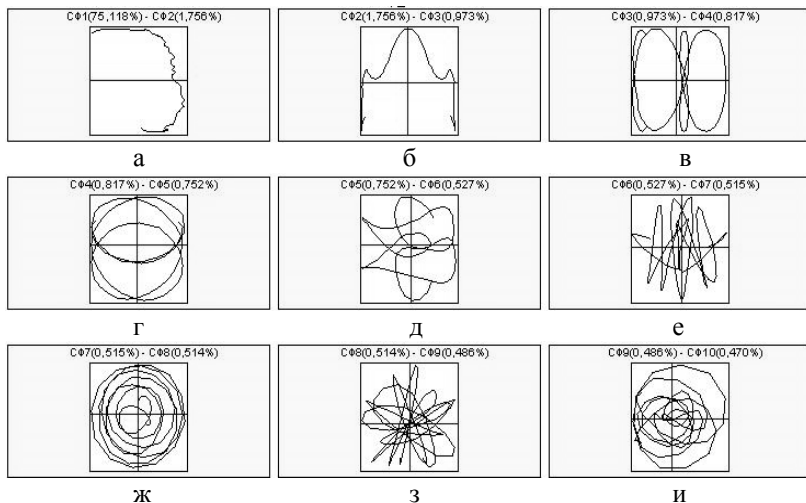 СФ1(75,118%) - СФ2(1,756%) СФ2(1,756%) - СФ3(0,973%) СФ3(0,973%) - СФ4(0,817%)
а б в
СФ4(0,817%) - СФ5(0,752%) СФ5(0,752%) - СФ6(0,527%) СФ6(0,527%) - СФ7(0,515%)
г д е
СФ7(0,515%) - СФ8(0,514%) СФ8(0,514%) - СФ9(0,486%) СФ9(0,486%) - СФ10(0,470%)
ж з и